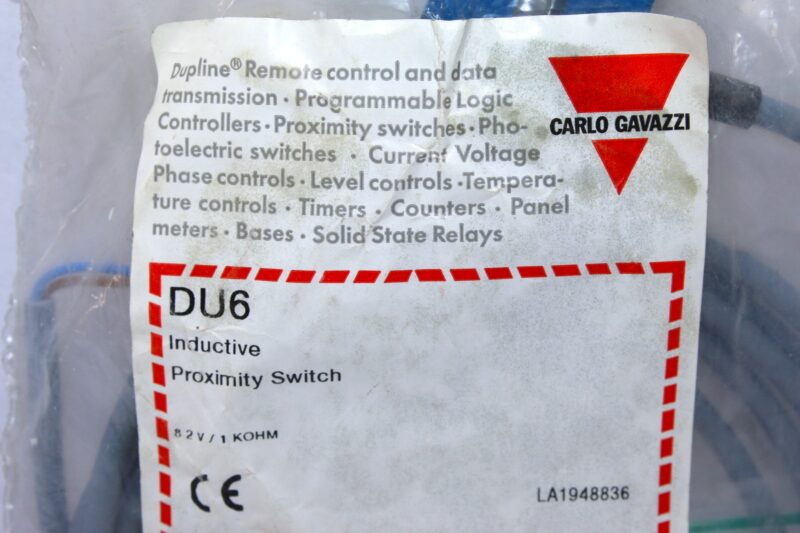 Dupline® Remote control and data
transmission · Programmable Logic
Controllers · Proximity switches · Pho-
toelectric switches · Current Voltage
Phase controls · Level controls · Tempera-
ture controls · Timers · Counters · Panel
meters · Bases · Solid State Relays
CARLO GAVAZZI
DU6
Inductive
Proximity Switch
8 2 V / 1 KOHM
CE
LA1948836